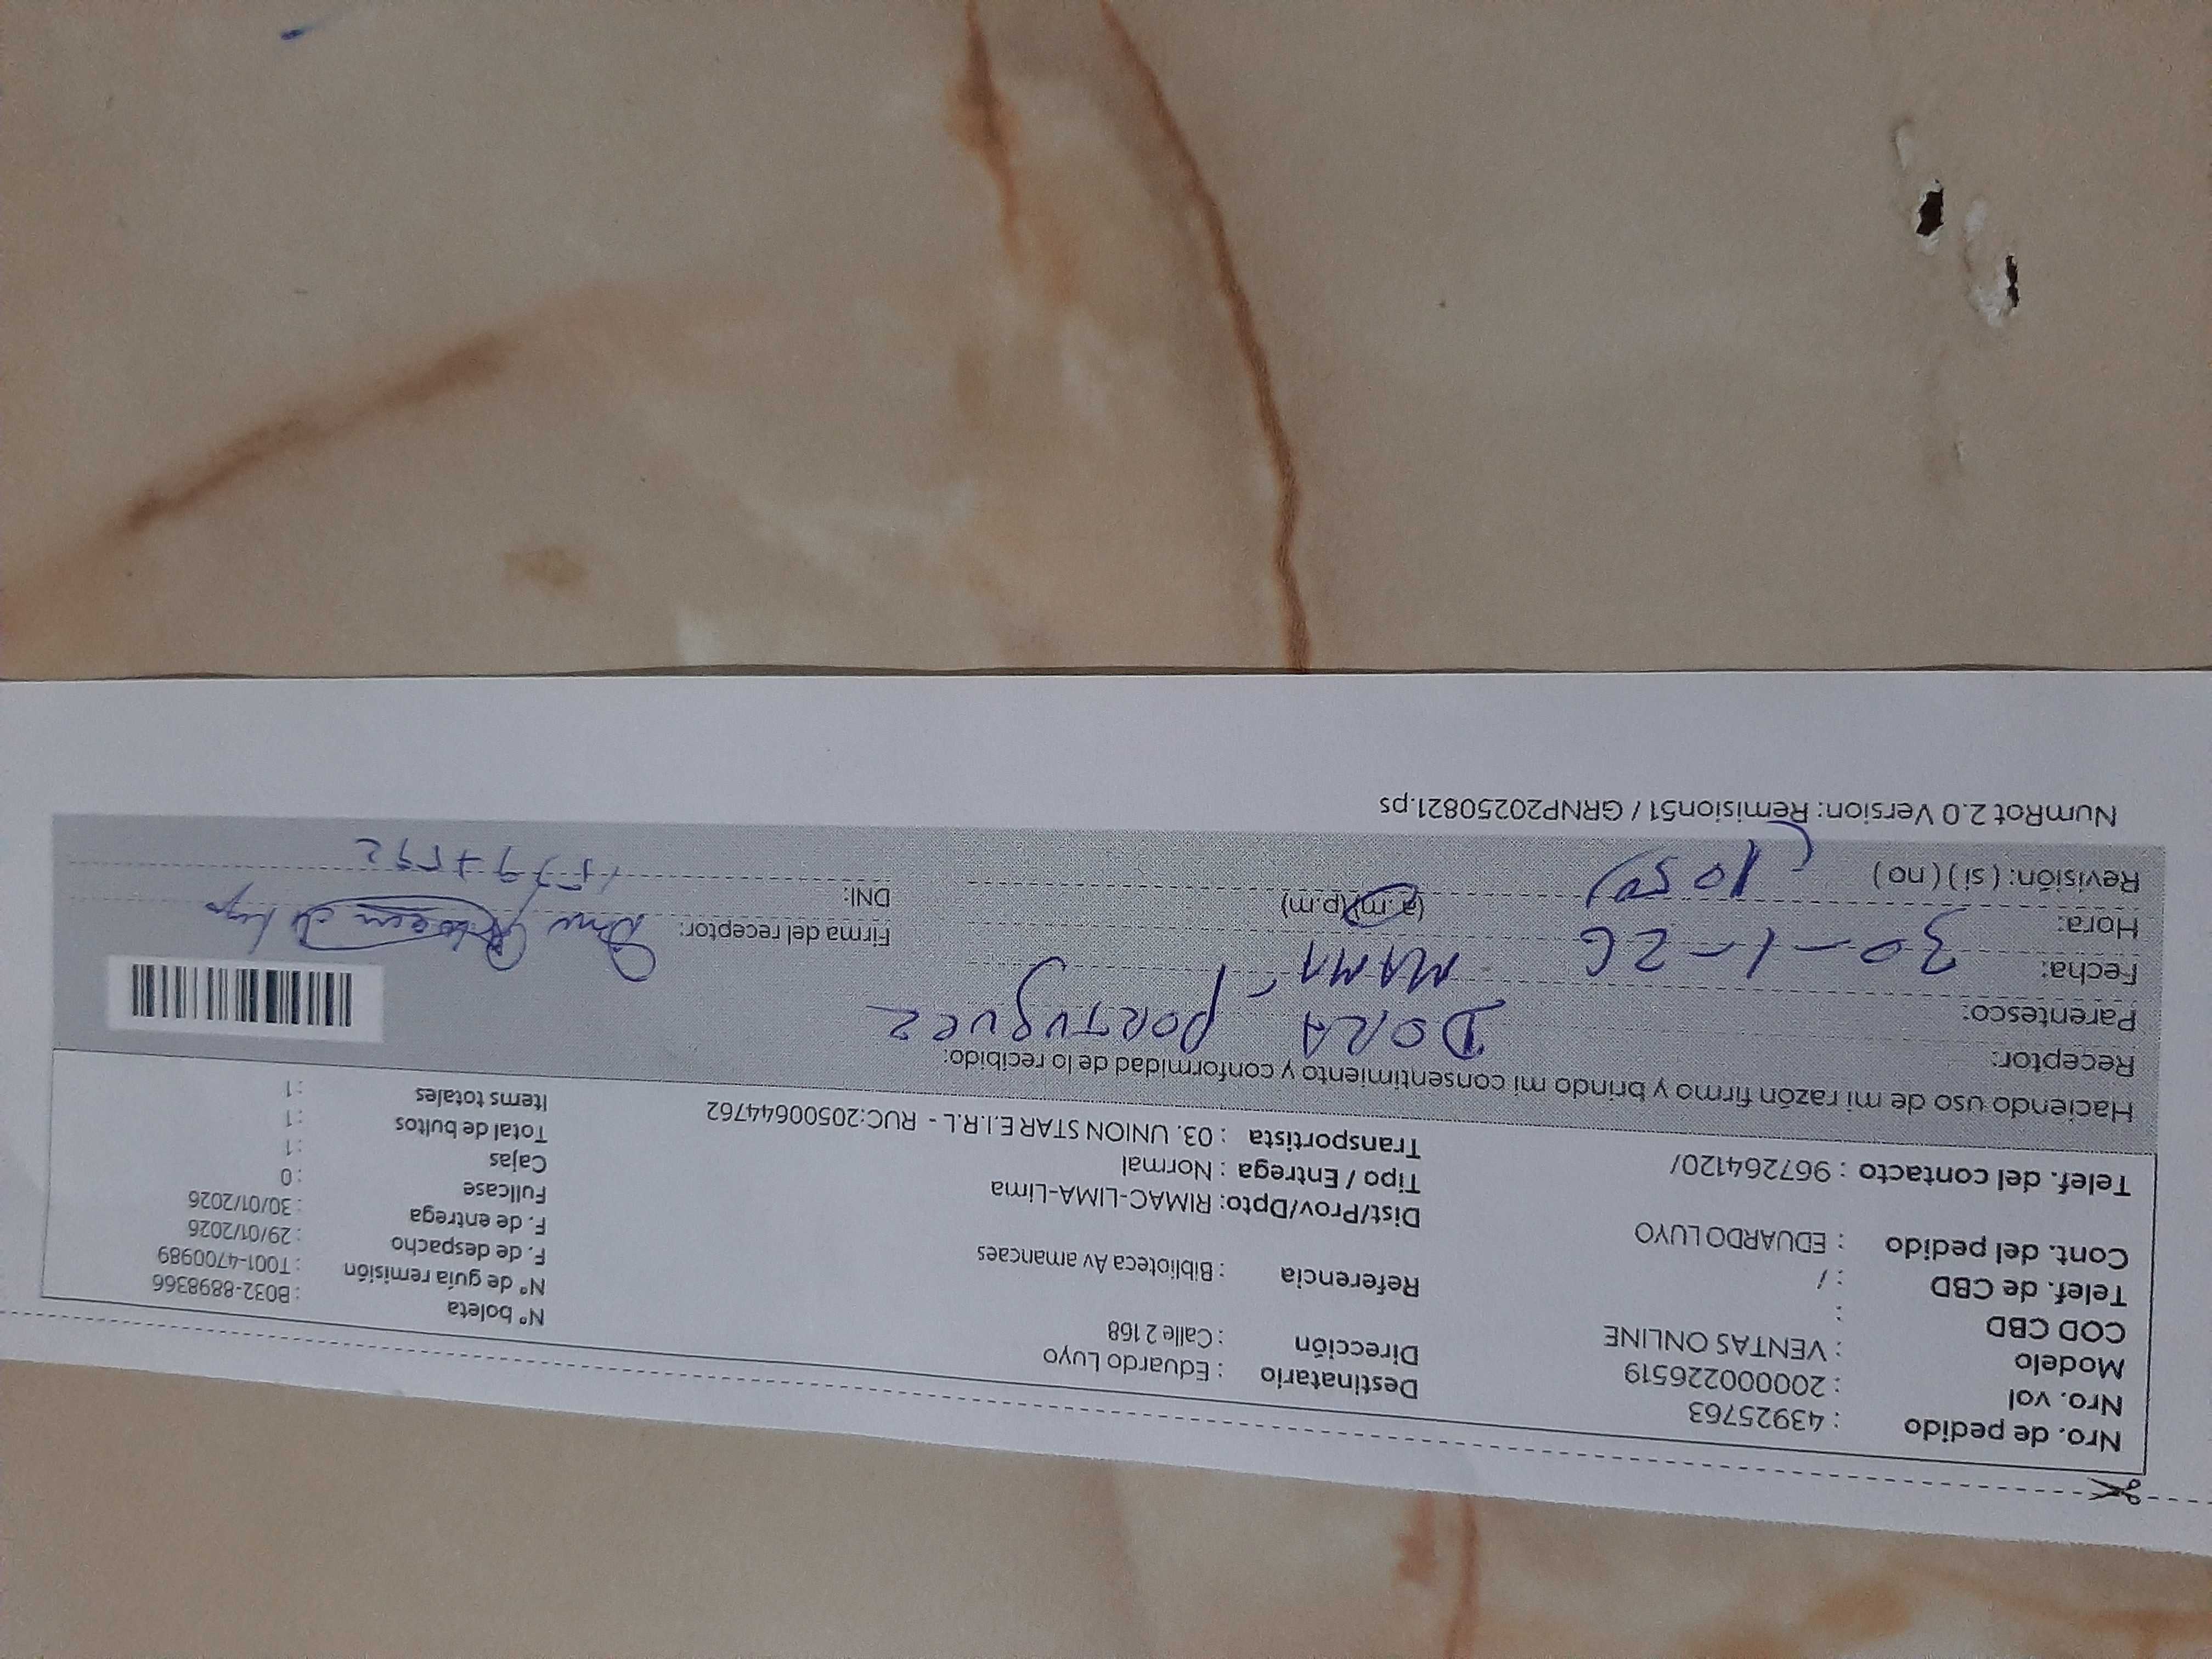 Nro. de pedido : 43925763
Nro. vol : 200000226519
Modelo : VENTAS ONLINE
COD CBD :
Telef. de CBD : /
Cont. del pedido : EDUARDO LUYO
Telef. del contacto : 967264120/
Destinatario : Eduardo Luyo
Dirección : Calle 2 168
Referencia : Biblioteca Av amancaes
Dist/Prov/Dpto: RIMAC-LIMA-Lima
Tipo / Entrega : Normal
Transportista : 03. UNION STAR E.I.R.L - RUC:20500644762
N° boleta : B032-8898366
N° de guía remisión : T001-4700989
F. de despacho : 29/01/2026
F. de entrega : 30/01/2026
Fullcase : 0
Cajas : 1
Total de bultos : 1
Items totales : 1
Haciendo uso de mi razón firmo y brindo mi consentimiento y conformidad de lo recibido:
Receptor: DORA PORTUGUEZ
Parentesco: MAMA
Fecha: 30-1-26
Hora: 10 50 (a.m)(p.m)
Revisión: ( si ) ( no )
Firma del receptor:
DNI:
NumRot 2.0 Version: Remision51 / GRNP20250821.ps